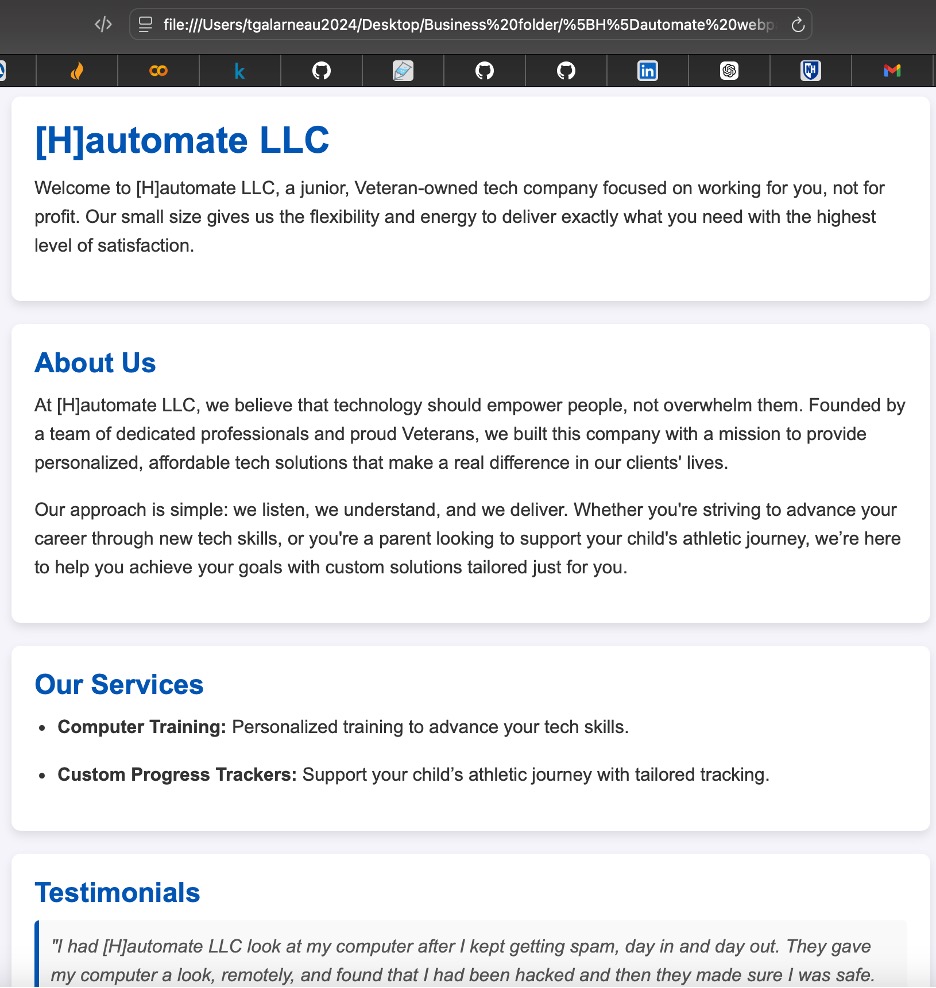 file:///Users/tgalarneau2024/Desktop/Business%20folder/%5BH%5Dautomate%20webp
[H]automate LLC
Welcome to [H]automate LLC, a junior, Veteran-owned tech company focused on working for you, not for
profit. Our small size gives us the flexibility and energy to deliver exactly what you need with the highest
level of satisfaction.
About Us
At [H]automate LLC, we believe that technology should empower people, not overwhelm them. Founded by
a team of dedicated professionals and proud Veterans, we built this company with a mission to provide
personalized, affordable tech solutions that make a real difference in our clients' lives.
Our approach is simple: we listen, we understand, and we deliver. Whether you're striving to advance your
career through new tech skills, or you're a parent looking to support your child's athletic journey, we’re here
to help you achieve your goals with custom solutions tailored just for you.
Our Services
• Computer Training: Personalized training to advance your tech skills.
• Custom Progress Trackers: Support your child’s athletic journey with tailored tracking.
Testimonials
"I had [H]automate LLC look at my computer after I kept getting spam, day in and day out. They gave
my computer a look, remotely, and found that I had been hacked and then they made sure I was safe.